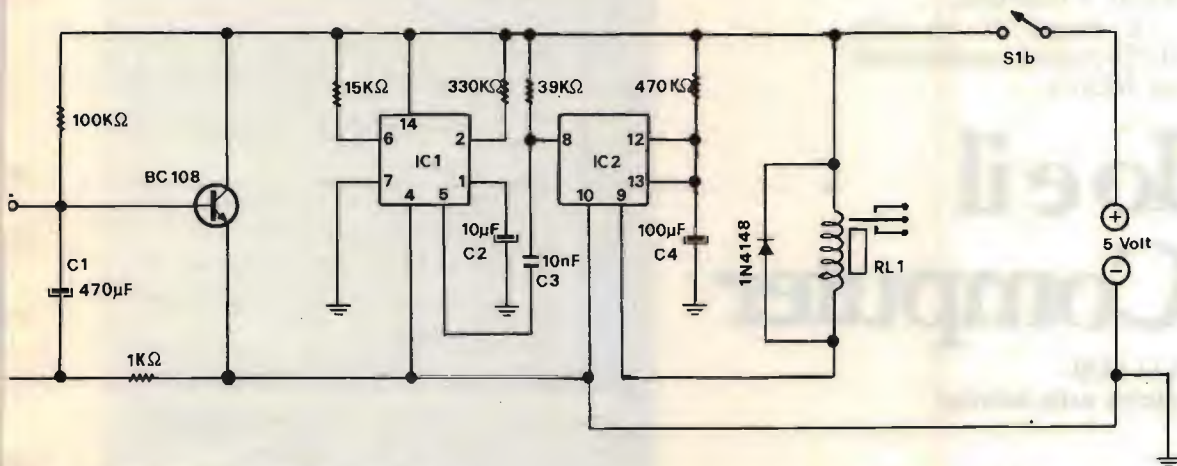 S1b
15KΩ
330KΩ
39KΩ
470KΩ
100KΩ
14
6
2
8
12
IC1
IC2
BC108
7
4
5
1
10
9
13
10µF
C2
10nF
C3
100µF
C4
1N4148
RL1
+
5 Volt
−
C1
470µF
1KΩ